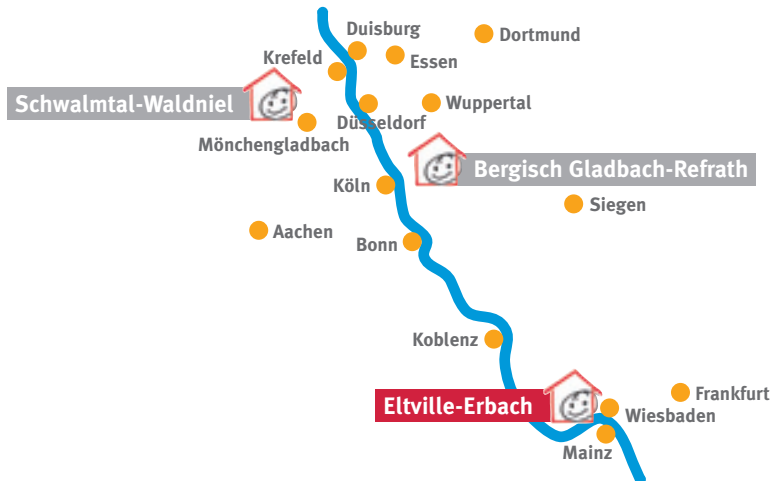 Duisburg
Dortmund
Krefeld
Essen
Schwalmtal-Waldniel
Wuppertal
Düsseldorf
Mönchengladbach
Bergisch Gladbach-Refrath
Köln
Siegen
Aachen
Bonn
Koblenz
Frankfurt
Eltville-Erbach
Wiesbaden
Mainz